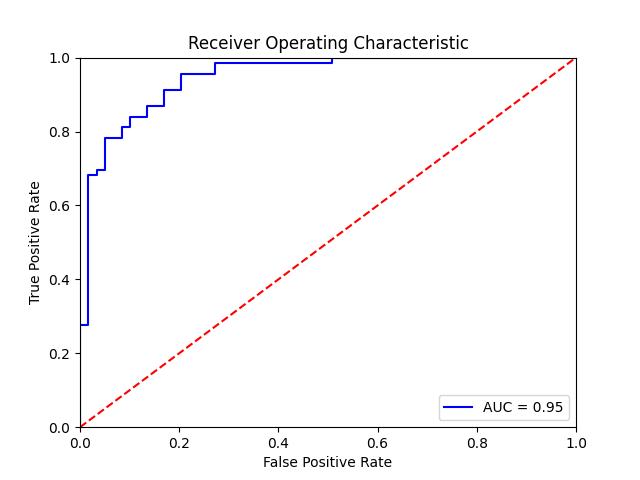 Receiver Operating Characteristic
1.0
0.8
0.6
0.4
0.2
0.0
True Positive Rate
AUC = 0.95
0.0 0.2 0.4 0.6 0.8 1.0
False Positive Rate